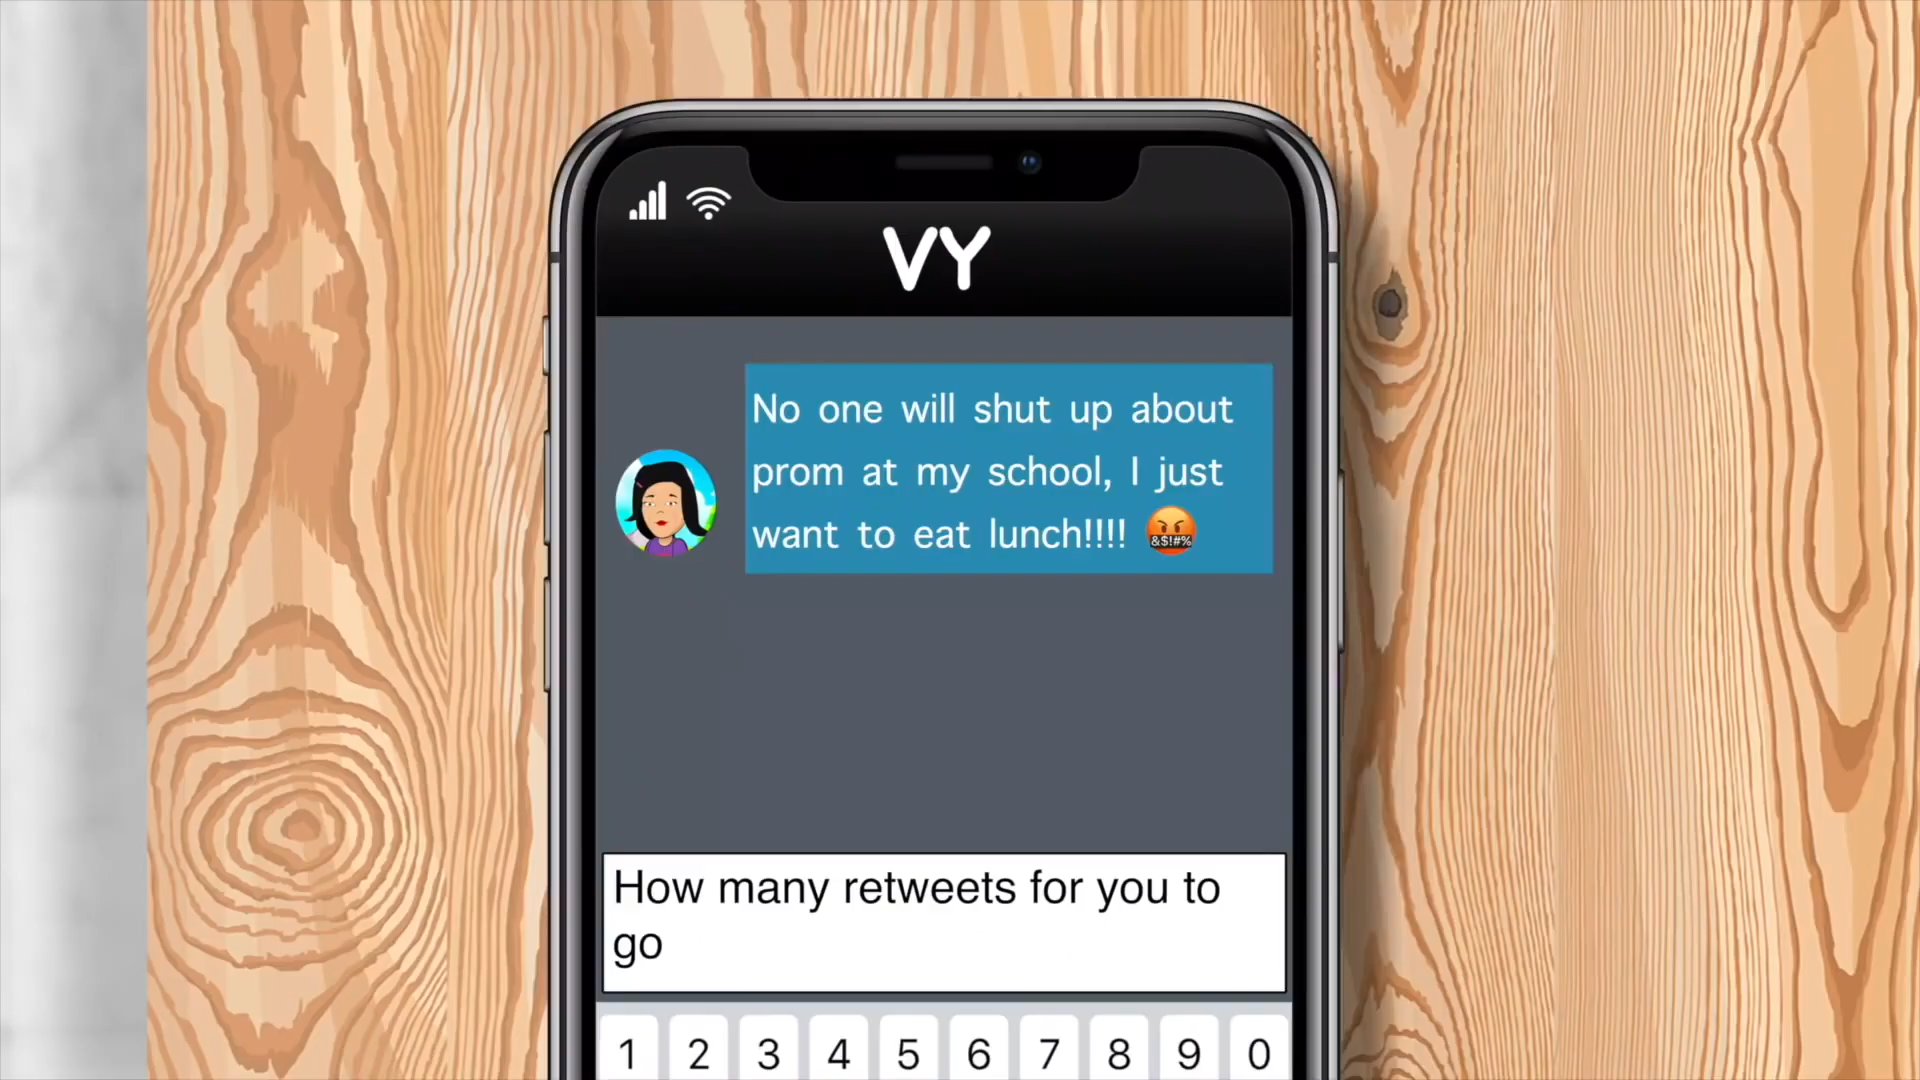 VY
No one will shut up about
prom at my school, I just
want to eat lunch!!!! 🤬
&$!#%
How many retweets for you to
go
1 2 3 4 5 6 7 8 9 0